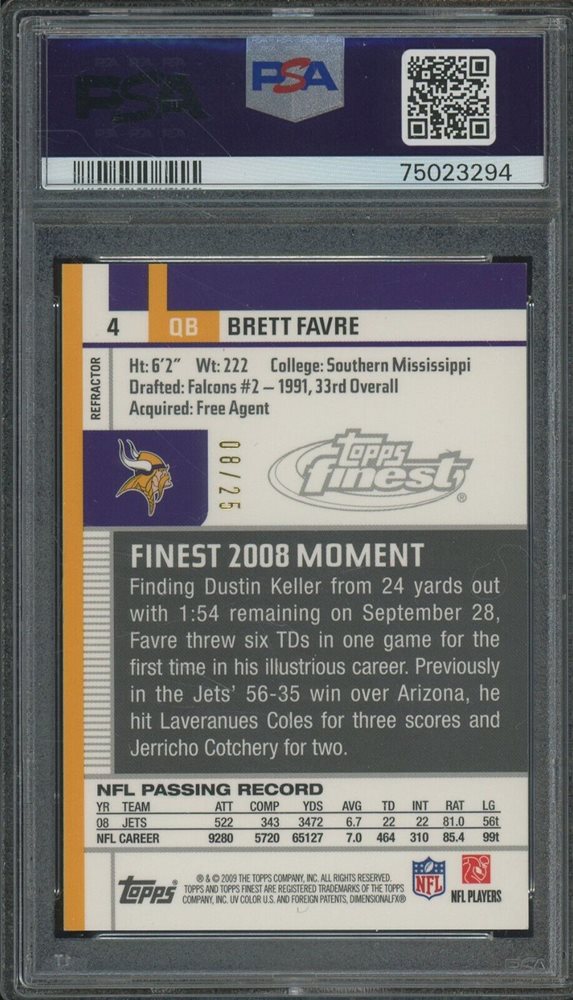 PSA
PSA
75023294
4 QB BRETT FAVRE
REFRACTOR
Ht: 6'2" Wt: 222 College: Southern Mississippi
Drafted: Falcons #2 – 1991, 33rd Overall
Acquired: Free Agent
08/25
Topps
finest®
FINEST 2008 MOMENT
Finding Dustin Keller from 24 yards out
with 1:54 remaining on September 28,
Favre threw six TDs in one game for the
first time in his illustrious career. Previously
in the Jets' 56-35 win over Arizona, he
hit Laveranues Coles for three scores and
Jerricho Cotchery for two.
NFL PASSING RECORD
YR TEAM ATT COMP YDS AVG TD INT RAT LG
08 JETS 522 343 3472 6.7 22 22 81.0 56t
NFL CAREER 9280 5720 65127 7.0 464 310 85.4 99t
® & © 2009 THE TOPPS COMPANY, INC. ALL RIGHTS RESERVED.
TOPPS AND TOPPS FINEST ARE REGISTERED TRADEMARKS OF THE TOPPS
COMPANY, INC. UV COLOR U.S. AND FOREIGN PATENTS, DIMENSIONALFX®
Topps
NFL
NFL PLAYERS
PSA